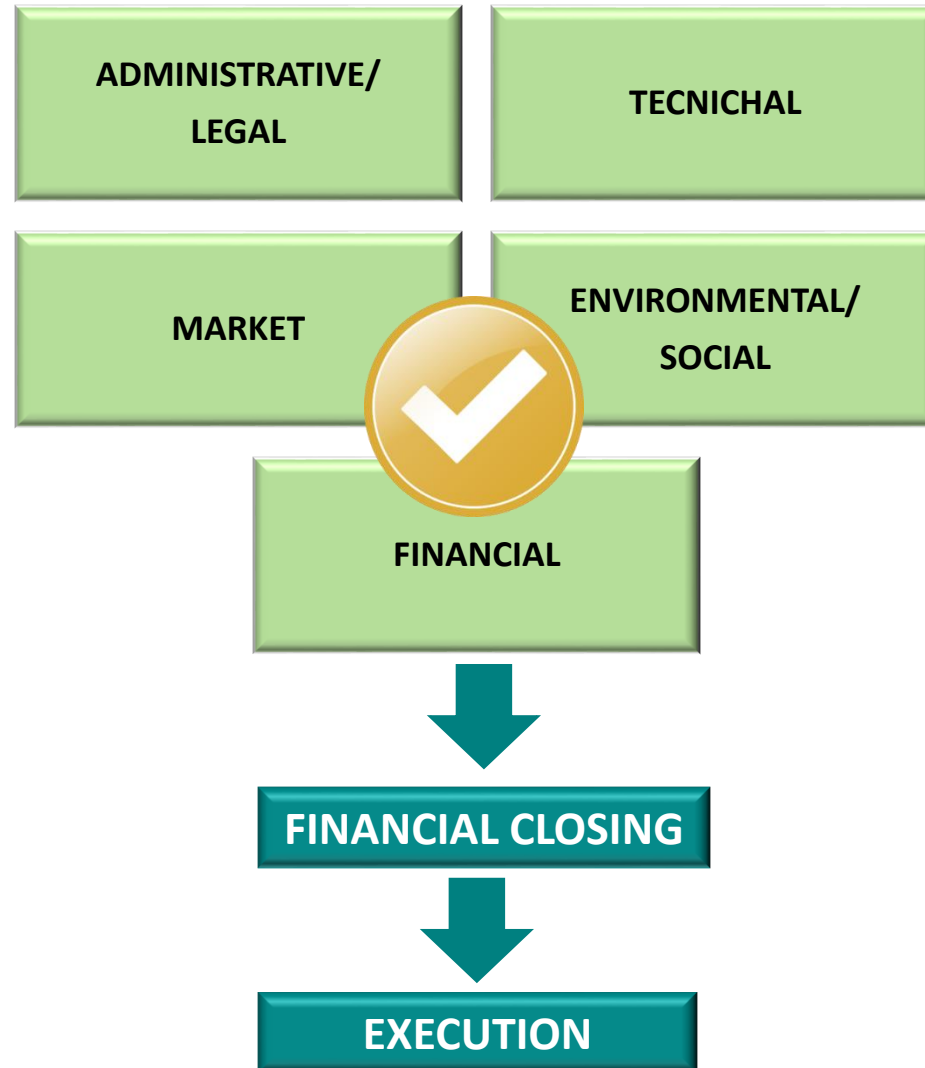 ADMINISTRATIVE/
LEGAL
TECNICHAL
MARKET
ENVIRONMENTAL/
SOCIAL
FINANCIAL
FINANCIAL CLOSING
EXECUTION